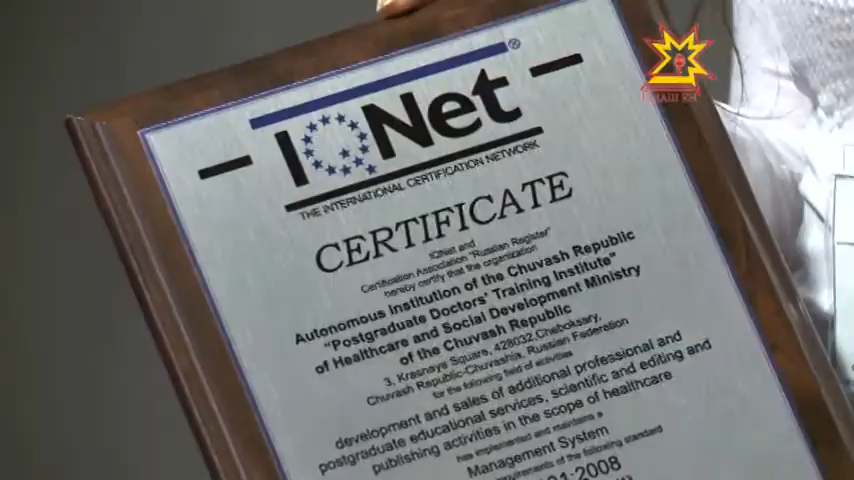 IQNet®
THE INTERNATIONAL CERTIFICATION NETWORK
CERTIFICATE
IQNet and
Certification Association "Russian Register"
hereby certify that the organization
Autonomous Institution of the Chuvash Republic
"Postgraduate Doctors' Training Institute"
of Healthcare and Social Development Ministry
of the Chuvash Republic
3, Krasnaya Square, 428032,Cheboksary,
Chuvash Republic-Chuvashia, Russian Federation
for the following field of activities
development and sales of additional professional and
postgraduate educational services, scientific and editing and
publishing activities in the scope of healthcare
has implemented and maintains a
Management System
requirements of the following standard
:2008